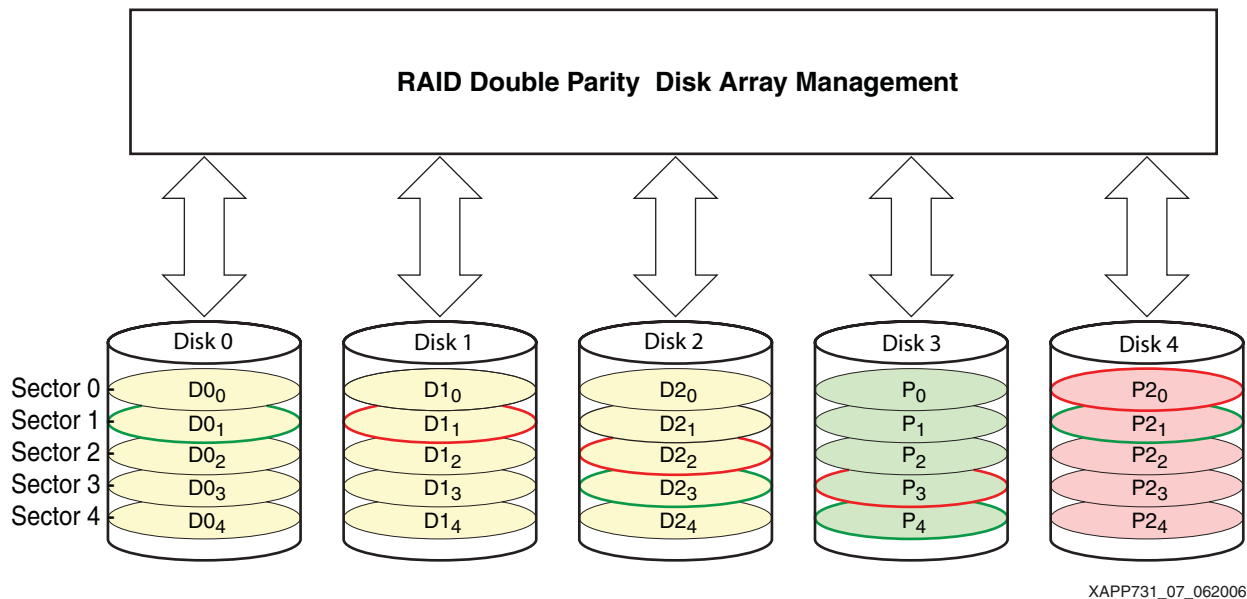 RAID Double Parity Disk Array Management
Disk 0 Disk 1 Disk 2 Disk 3 Disk 4
Sector 0 D0₀ D1₀ D2₀ P₀ P2₀
Sector 1 D0₁ D1₁ D2₁ P₁ P2₁
Sector 2 D0₂ D1₂ D2₂ P₂ P2₂
Sector 3 D0₃ D1₃ D2₃ P₃ P2₃
Sector 4 D0₄ D1₄ D2₄ P₄ P2₄
XAPP731_07_062006